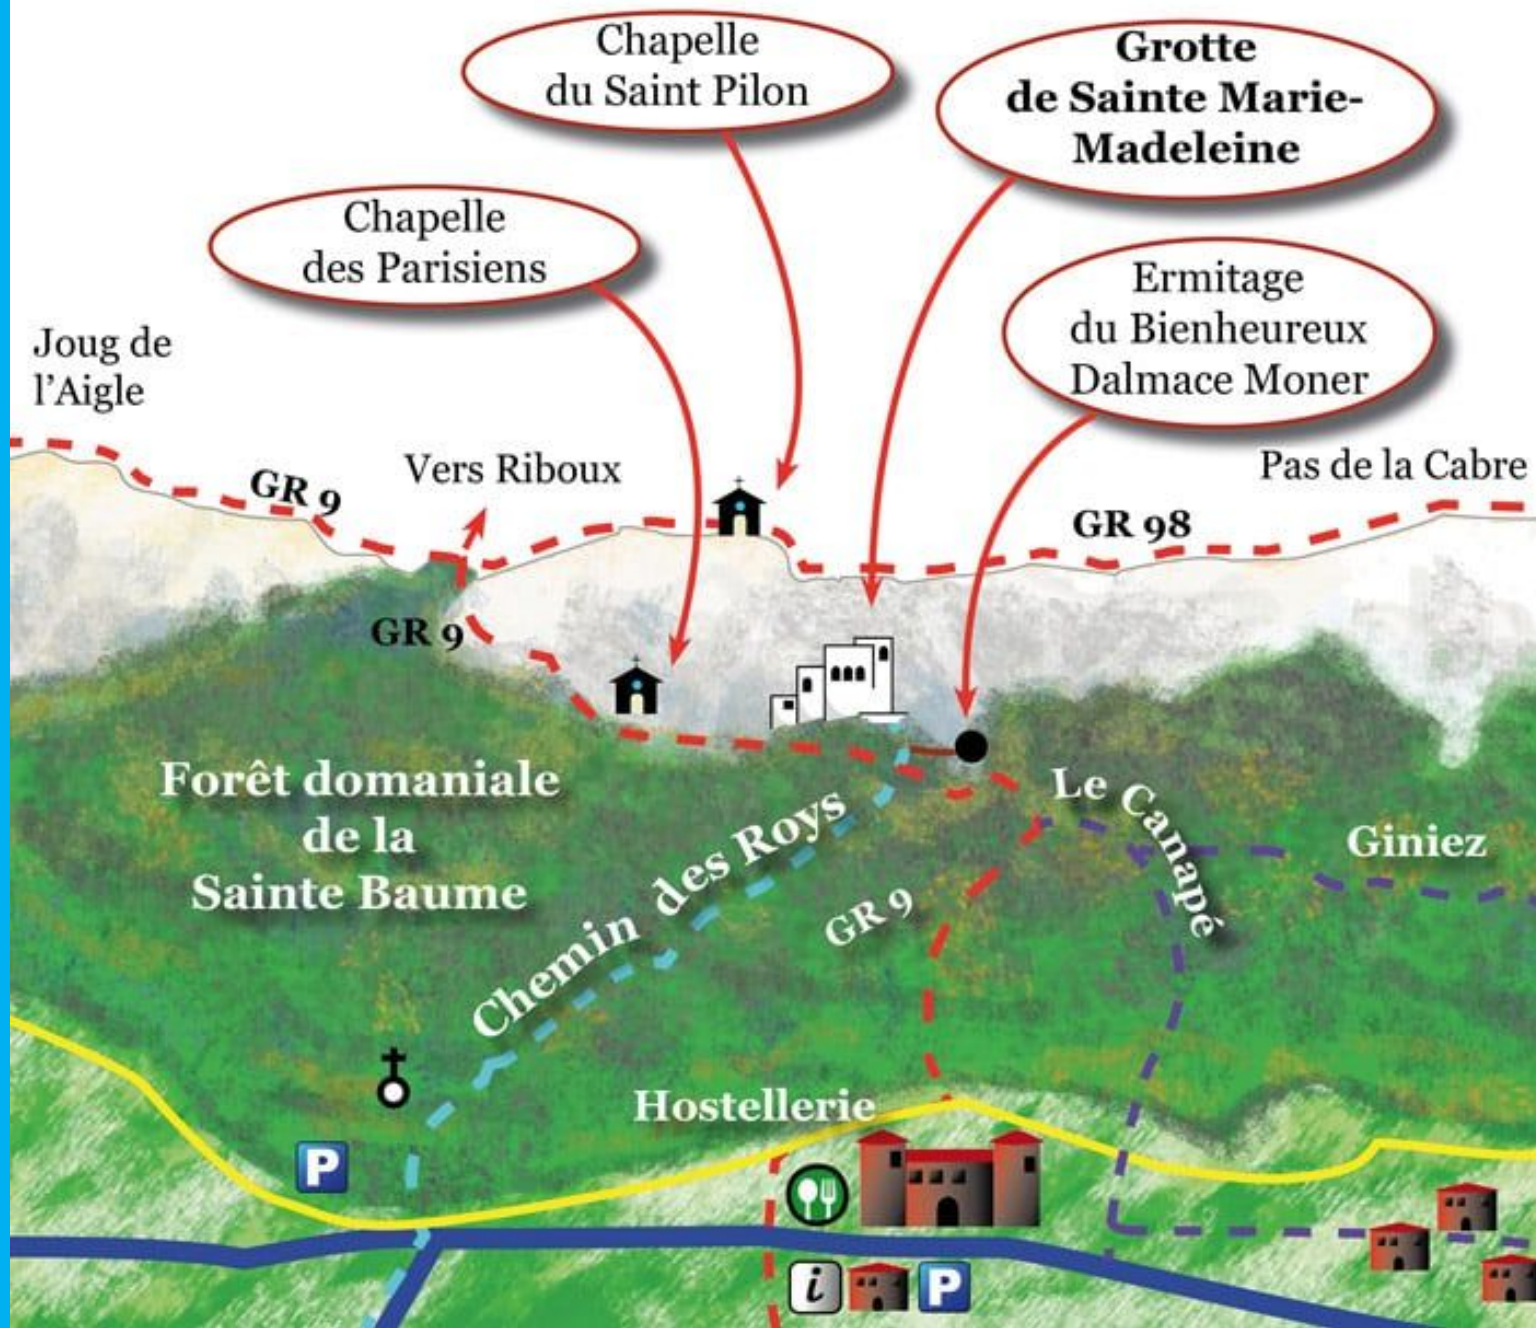 Chapelle
du Saint Pilon
Grotte
de Sainte Marie-
Madeleine
Chapelle
des Parisiens
Ermitage
du Bienheureux
Dalmace Moner
Joug de
l'Aigle
GR 9
Vers Riboux
Pas de la Cabre
GR 98
GR 9
Forêt domaniale
de la
Sainte Baume
Chemin des Roys
GR 9
Le Canapé
Giniez
Hostellerie
P
i
P